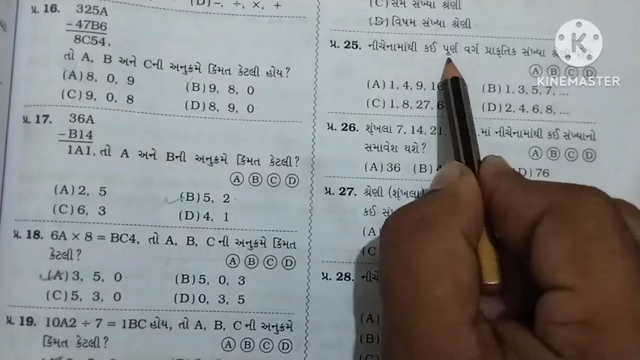 (D) –, ÷, ×, +
પ્ર. 16. 325A
–47B6
8C54,
તો A, B અને Cની અનુક્રમે કિંમત કેટલી હોય?
Ⓐ Ⓑ Ⓒ Ⓓ
(A) 8, 0, 9
(B) 9, 8, 0
(C) 9, 0, 8
(D) 8, 9, 0
પ્ર. 17. 36A
– B14
1A1, તો A અને Bની અનુક્રમે કિંમત કેટલી?
Ⓐ Ⓑ Ⓒ Ⓓ
(A) 2, 5
(B) 5, 2
(C) 6, 3
(D) 4, 1
પ્ર. 18. 6A × 8 = BC4, તો A, B, C ની અનુક્રમે કિંમત
કેટલી?
Ⓐ Ⓑ Ⓒ Ⓓ
(A) 3, 5, 0
(B) 5, 0, 3
(C) 5, 3, 0
(D) 0, 3, 5
પ્ર. 19. 10A2 ÷ 7 = 1BC હોય, તો A, B, C ની અનુક્રમે
કિંમત કેટલી હોય?
Ⓐ Ⓑ Ⓒ Ⓓ
(C) સમ સંખ્યા શ્રેણી
(D) વિષમ સંખ્યા શ્રેણી
પ્ર. 25. નીચેનામાંથી કઈ પૂર્ણ વર્ગ પ્રાકૃતિક સંખ્યા
Ⓐ Ⓑ Ⓒ Ⓓ
(A) 1, 4, 9,
(B) 1, 3, 5, 7, ...
(C) 1, 8, 27,
(D) 2, 4, 6, 8, ...
પ્ર. 26. શૃંખલા 7, 14, 21, માં નીચેનામાંથી કઈ સંખ્યાનો
સમાવેશ થશે?
Ⓐ Ⓑ Ⓒ Ⓓ
(A) 36
(D) 76
પ્ર. 27. શ્રેણી
કઈ
પ્ર. 28.
KINEMASTER